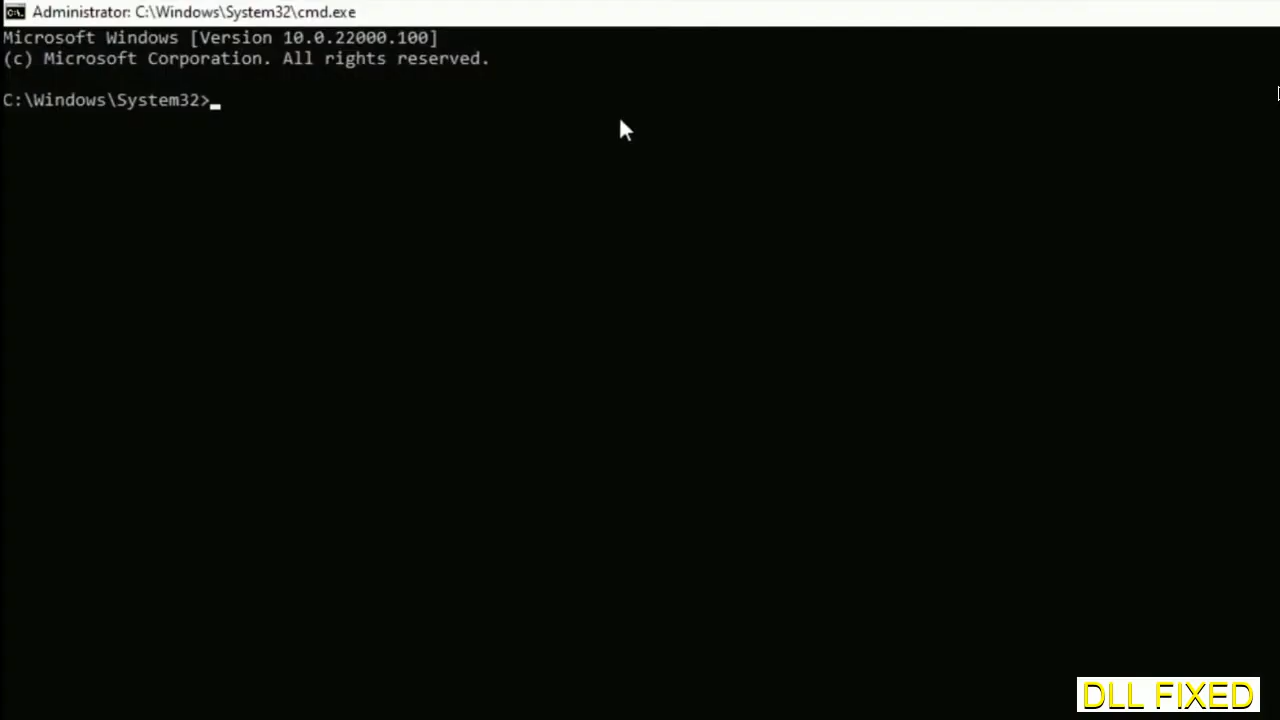 Administrator: C:\Windows\System32\cmd.exe
Microsoft Windows [Version 10.0.22000.100]
(c) Microsoft Corporation. All rights reserved.
C:\Windows\System32>
DLL FIXED